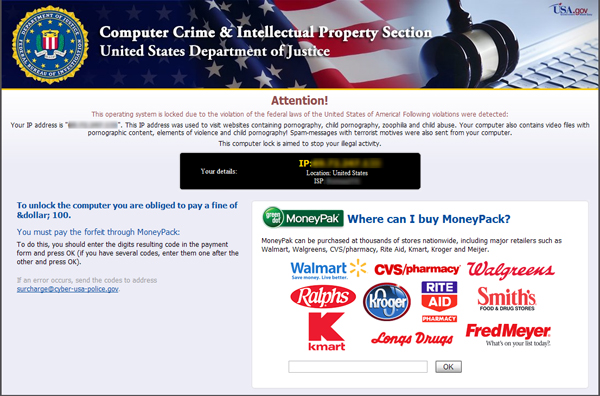 DEPARTMENT OF JUSTICE
FEDERAL BUREAU OF INVESTIGATION
USA.gov
Computer Crime & Intellectual Property Section
United States Department of Justice
Attention!
This operating system is locked due to the violation of the federal laws of the United States of America! Following violations were detected:
Your IP address is " ". This IP address was used to visit websites containing pornography, child pornography, zoophilia and child abuse. Your computer also contains video files with
pornographic content, elements of violence and child pornography! Spam-messages with terrorist motives were also sent from your computer.
This computer lock is aimed to stop your illegal activity.
Your details:
IP:
Location: United States
ISP:
To unlock the computer you are obliged to pay a fine of
&dollar; 100.
You must pay the forfeit through MoneyPak:
To do this, you should enter the digits resulting code in the payment
form and press OK (if you have several codes, enter them one after the
other and press OK).
If an error occurs, send the codes to address
surcharge@cyber-usa-police.gov.
green dot MoneyPak
Where can I buy MoneyPack?
MoneyPak can be purchased at thousands of stores nationwide, including major retailers such as
Walmart, Walgreens, CVS/pharmacy, Rite Aid, Kmart, Kroger and Meijer.
Walmart
Save money. Live better.
CVS/pharmacy
Walgreens
Ralphs
Kroger
RITE
AID
PHARMACY
Smith's
FOOD & DRUG STORES
K
kmart
Longs Drugs
FredMeyer
What's on your list today?
OK